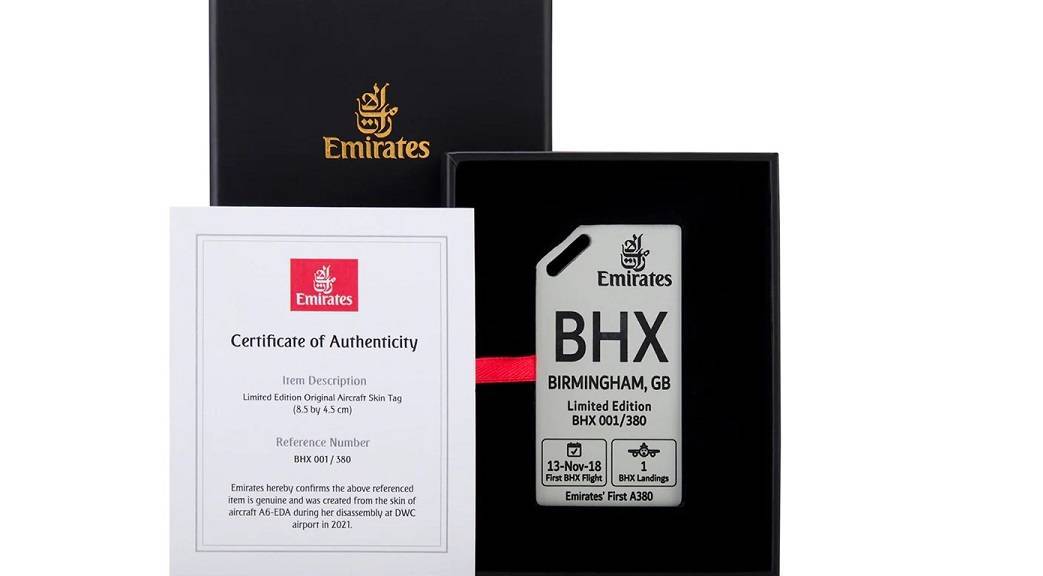 Emirates
Emirates
Certificate of Authenticity
Item Description
Limited Edition Original Aircraft Skin Tag
(8.5 by 4.5 cm)
Reference Number
BHX 001 / 380
Emirates hereby confirms the above referenced
item is genuine and was created from the skin of
aircraft A6-EDA during her disassembly at DWC
airport in 2021.
Emirates
BHX
BIRMINGHAM, GB
Limited Edition
BHX 001/380
13-Nov-18
First BHX Flight
1
BHX Landings
Emirates' First A380